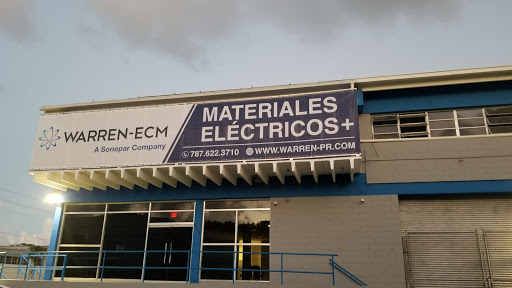 WARREN-ECM
A Sonepar Company
MATERIALES
ELÉCTRICOS+
787.622.3710 WWW.WARREN-PR.COM